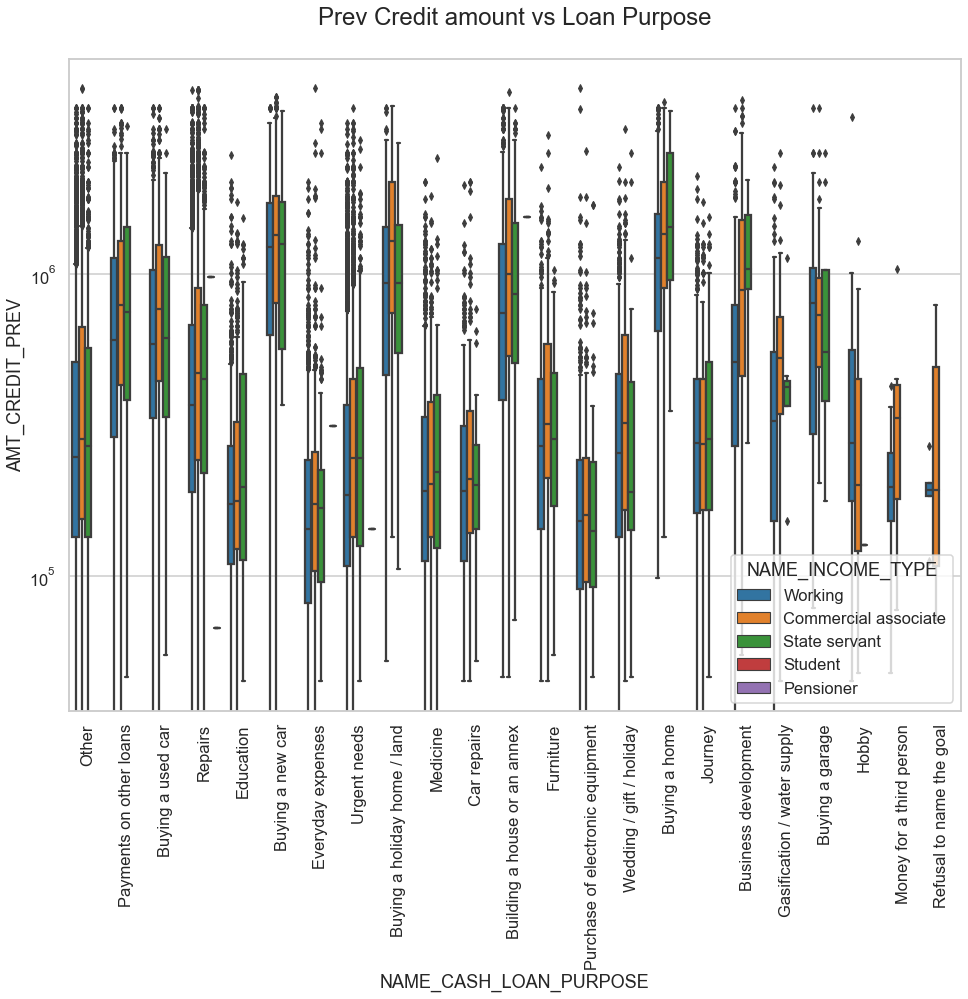 Prev Credit amount vs Loan Purpose
AMT_CREDIT_PREV
10^6
10^5
NAME_INCOME_TYPE
Working
Commercial associate
State servant
Student
Pensioner
Other
Payments on other loans
Buying a used car
Repairs
Education
Buying a new car
Everyday expenses
Urgent needs
Buying a holiday home / land
Medicine
Car repairs
Building a house or an annex
Furniture
Purchase of electronic equipment
Wedding / gift / holiday
Buying a home
Journey
Business development
Gasification / water supply
Buying a garage
Hobby
Money for a third person
Refusal to name the goal
NAME_CASH_LOAN_PURPOSE